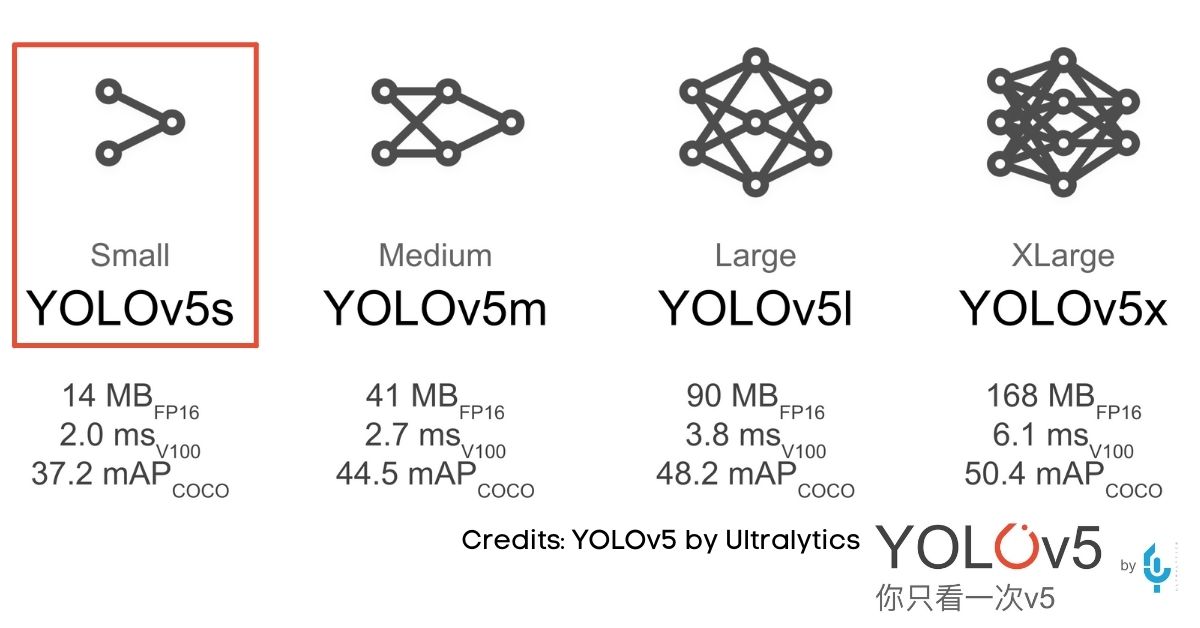 Small
YOLOv5s
14 MB FP16
2.0 ms V100
37.2 mAP COCO
Medium
YOLOv5m
41 MB FP16
2.7 ms V100
44.5 mAP COCO
Large
YOLOv5l
90 MB FP16
3.8 ms V100
48.2 mAP COCO
XLarge
YOLOv5x
168 MB FP16
6.1 ms V100
50.4 mAP COCO
Credits: YOLOv5 by Ultralytics
YOLOv5 by
你只看一次v5